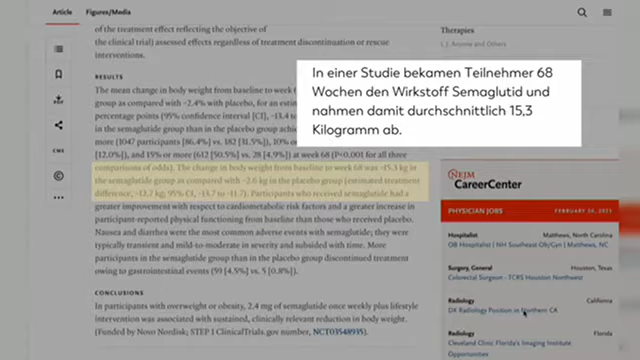 Article Figures/Media
of the treatment effect reflecting the objective of
the clinical trial) assessed effects regardless of treatment discontinuation or rescue
interventions.
RESULTS
The mean change in body weight from baseline to week 6
group as compared with −2.4% with placebo, for an estim
percentage points (95% confidence interval [CI], −13.4 to
in the semaglutide group than in the placebo group achi
more (1047 participants [86.4%] vs. 182 [31.5%]), 10% o
[12.0%]), and 15% or more (612 [50.5%] vs. 28 [4.9%]) at week 68 (P<0.001 for all three
comparisons of odds). The change in body weight from baseline to week 68 was −15.3 kg in
the semaglutide group as compared with −2.6 kg in the placebo group (estimated treatment
difference, −12.7 kg; 95% CI, −13.7 to −11.7). Participants who received semaglutide had a
greater improvement with respect to cardiometabolic risk factors and a greater increase in
participant-reported physical functioning from baseline than those who received placebo.
Nausea and diarrhea were the most common adverse events with semaglutide; they were
typically transient and mild-to-moderate in severity and subsided with time. More
participants in the semaglutide group than in the placebo group discontinued treatment
owing to gastrointestinal events (59 [4.5%] vs. 5 [0.8%]).
CONCLUSIONS
In participants with overweight or obesity, 2.4 mg of semaglutide once weekly plus lifestyle
intervention was associated with sustained, clinically relevant reduction in body weight.
(Funded by Novo Nordisk; STEP 1 ClinicalTrials.gov number, NCT03548935).
In einer Studie bekamen Teilnehmer 68
Wochen den Wirkstoff Semaglutid und
nahmen damit durchschnittlich 15,3
Kilogramm ab.
PDF
CME
Therapies
and Others
NEJM
CareerCenter
PHYSICIAN JOBS
Hospitalist Matthews, North Carolina
OB Hospitalist | NH Southeast Ob/Gyn | Matthews, NC
Surgery, General Houston, Texas
Colorectal Surgeon - TCRS Houston Northwest
Radiology California
DX Radiology Position in Northern CA
Radiology Florida
Cleveland Clinic Florida's Imaging Institute
Opportunities